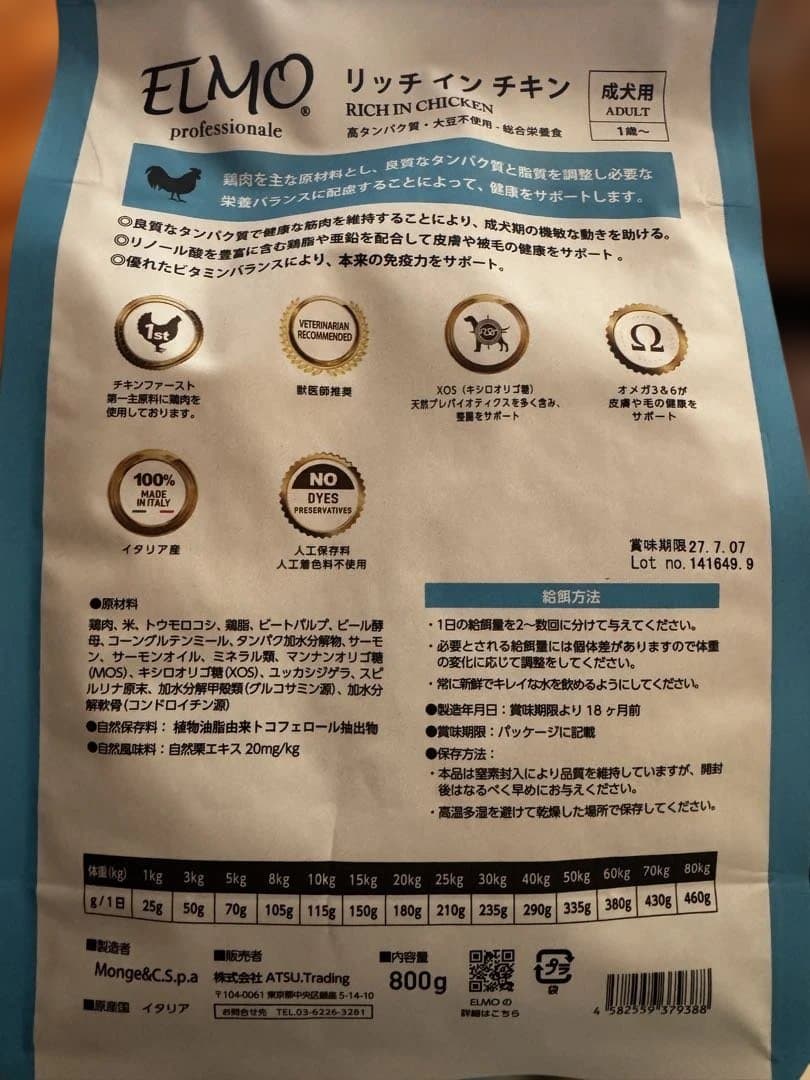 ELMO®
professionale
リッチ イン チキン
RICH IN CHICKEN
高タンパク質・大豆不使用 - 総合栄養食
成犬用
ADULT
1歳〜
鶏肉を主な原材料とし、良質なタンパク質と脂質を調整し必要な
栄養バランスに配慮することによって、健康をサポートします。
◎良質なタンパク質で健康な筋肉を維持することにより、成犬期の機敏な動きを助ける。
◎リノール酸を豊富に含む鶏脂や亜鉛を配合して皮膚や被毛の健康をサポート。
◎優れたビタミンバランスにより、本来の免疫力をサポート。
1st
チキンファースト
第一主原料に鶏肉を
使用しております。
VETERINARIAN
RECOMMENDED
獣医師推奨
XOS（キシロオリゴ糖）
天然プレバイオティクスを多く含み、
整腸をサポート
Ω
オメガ3＆6が
皮膚や毛の健康を
サポート
100%
MADE
IN ITALY
イタリア産
NO
DYES
PRESERVATIVES
人工保存料
人工着色料不使用
賞味期限27.7.07
Lot no.141649.9
●原材料
鶏肉、米、トウモロコシ、鶏脂、ビートパルプ、ビール酵
母、コーングルテンミール、タンパク加水分解物、サーモ
ン、サーモンオイル、ミネラル類、マンナンオリゴ糖
(MOS)、キシロオリゴ糖(XOS)、ユッカシジゲラ、スピ
ルリナ原末、加水分解甲殻類(グルコサミン源)、加水分
解軟骨(コンドロイチン源)
●自然保存料：植物油脂由来トコフェロール抽出物
●自然風味料：自然栗エキス 20mg/kg
給餌方法
・1日の給餌量を2〜数回に分けて与えてください。
・必要とされる給餌量には個体差がありますので体重
の変化に応じて調整をしてください。
・常に新鮮でキレイな水を飲めるようにしてください。
●製造年月日：賞味期限より 18 ヶ月前
●賞味期限：パッケージに記載
●保存方法：
・本品は窒素封入により品質を維持していますが、開封
後はなるべく早めにお与えください。
・高温多湿を避けて乾燥した場所で保存してください。
体重(kg) 1kg 3kg 5kg 8kg 10kg 15kg 20kg 25kg 30kg 40kg 50kg 60kg 70kg 80kg
g/1日 25g 50g 70g 105g 115g 150g 180g 210g 235g 290g 335g 380g 430g 460g
■製造者
Monge&C.S.p.a
■原産国 イタリア
■販売者
株式会社 ATSU.Trading
〒104-0061 東京都中央区銀座 5-14-10
お問合せ先 TEL.03-6226-3261
■内容量
800g
ELMO の
詳細はこちら
プラ
袋
4 582559 379388